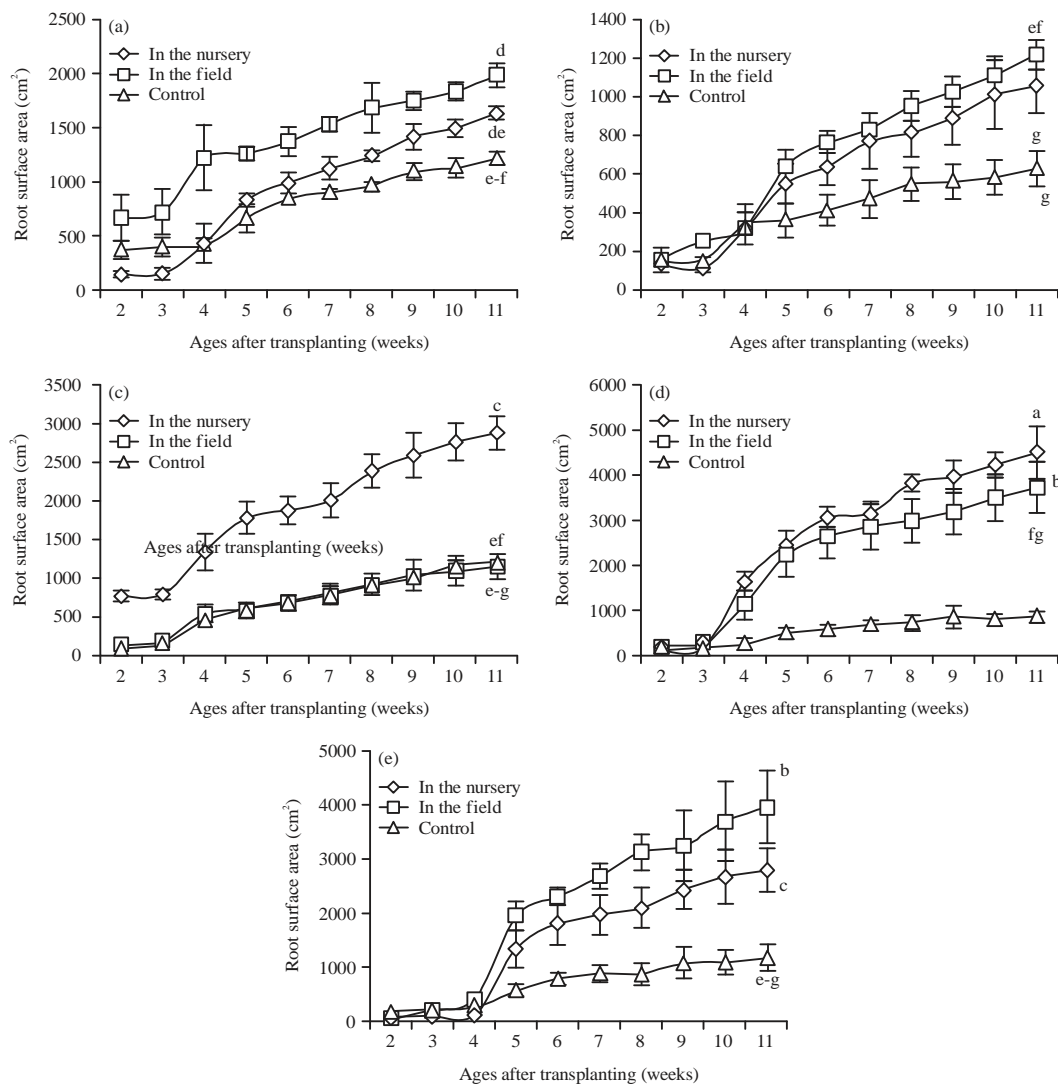 (a)
In the nursery
In the field
Control
Root surface area (cm²)
2500
2000
1500
1000
500
0
d
de
e-f
2 3 4 5 6 7 8 9 10 11
Ages after transplanting (weeks)
(b)
In the nursery
In the field
Control
Root surface area (cm²)
1400
1200
1000
800
600
400
200
0
ef
g
g
2 3 4 5 6 7 8 9 10 11
Ages after transplanting (weeks)
(c)
In the nursery
In the field
Control
Root surface area (cm²)
3500
3000
2500
2000
1500
1000
500
0
c
Ages after transplanting (weeks)
ef
e-g
2 3 4 5 6 7 8 9 10 11
Ages after transplanting (weeks)
(d)
In the nursery
In the field
Control
Root surface area (cm²)
6000
5000
4000
3000
2000
1000
0
a
b
fg
2 3 4 5 6 7 8 9 10 11
Ages after transplanting (weeks)
(e)
In the nursery
In the field
Control
Root surface area (cm²)
5000
4000
3000
2000
1000
0
b
c
e-g
2 3 4 5 6 7 8 9 10 11
Ages after transplanting (weeks)